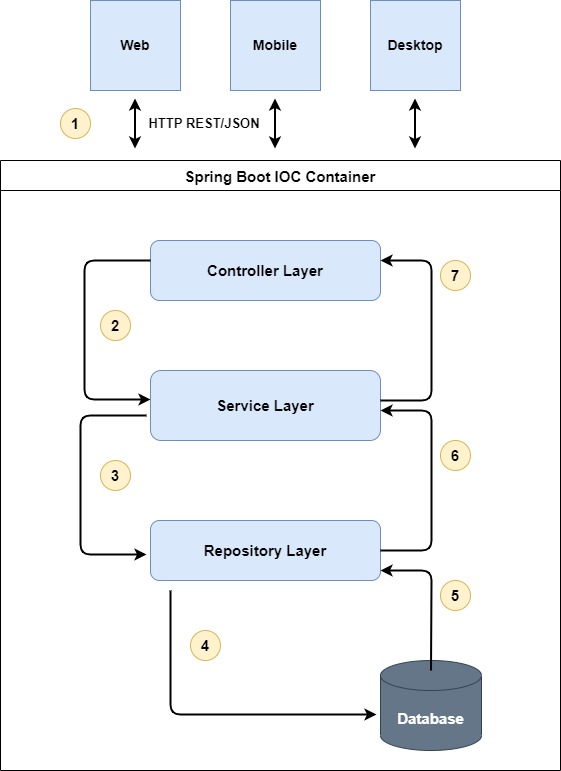 Web
Mobile
Desktop
1
HTTP REST/JSON
Spring Boot IOC Container
Controller Layer
7
2
Service Layer
3
6
Repository Layer
5
4
Database